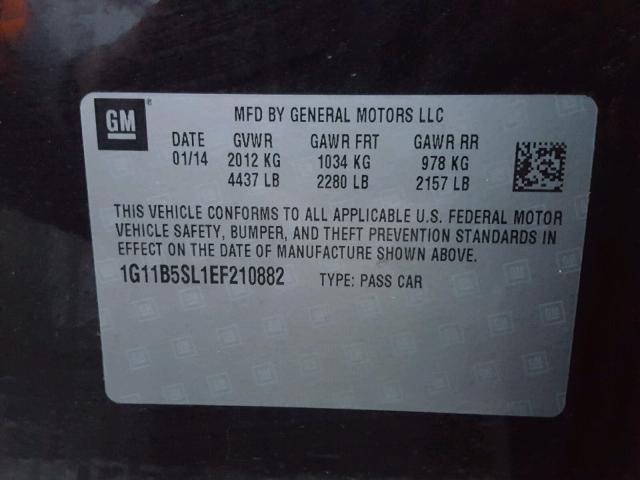 GM ®
MFD BY GENERAL MOTORS LLC
DATE GVWR GAWR FRT GAWR RR
01/14 2012 KG 1034 KG 978 KG
4437 LB 2280 LB 2157 LB
THIS VEHICLE CONFORMS TO ALL APPLICABLE U.S. FEDERAL MOTOR
VEHICLE SAFETY, BUMPER, AND THEFT PREVENTION STANDARDS IN
EFFECT ON THE DATE OF MANUFACTURE SHOWN ABOVE.
1G11B5SL1EF210882 TYPE: PASS CAR